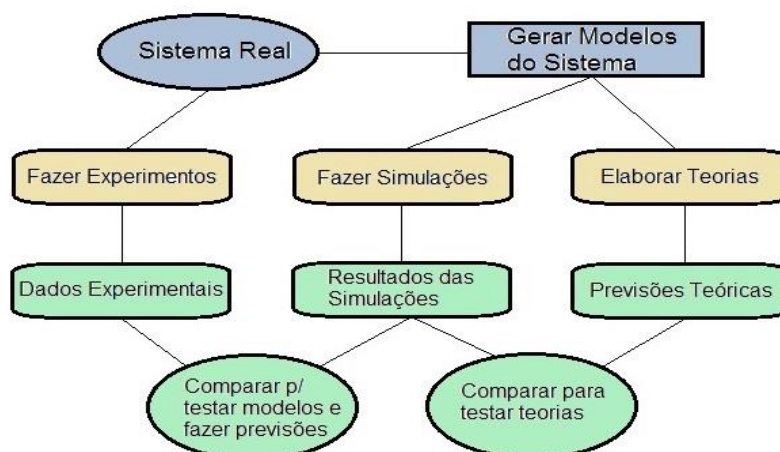 Sistema Real
Gerar Modelos
do Sistema
Fazer Experimentos
Fazer Simulações
Elaborar Teorias
Dados Experimentais
Resultados das
Simulações
Previsões Teóricas
Comparar p/
testar modelos e
fazer previsões
Comparar para
testar teorias